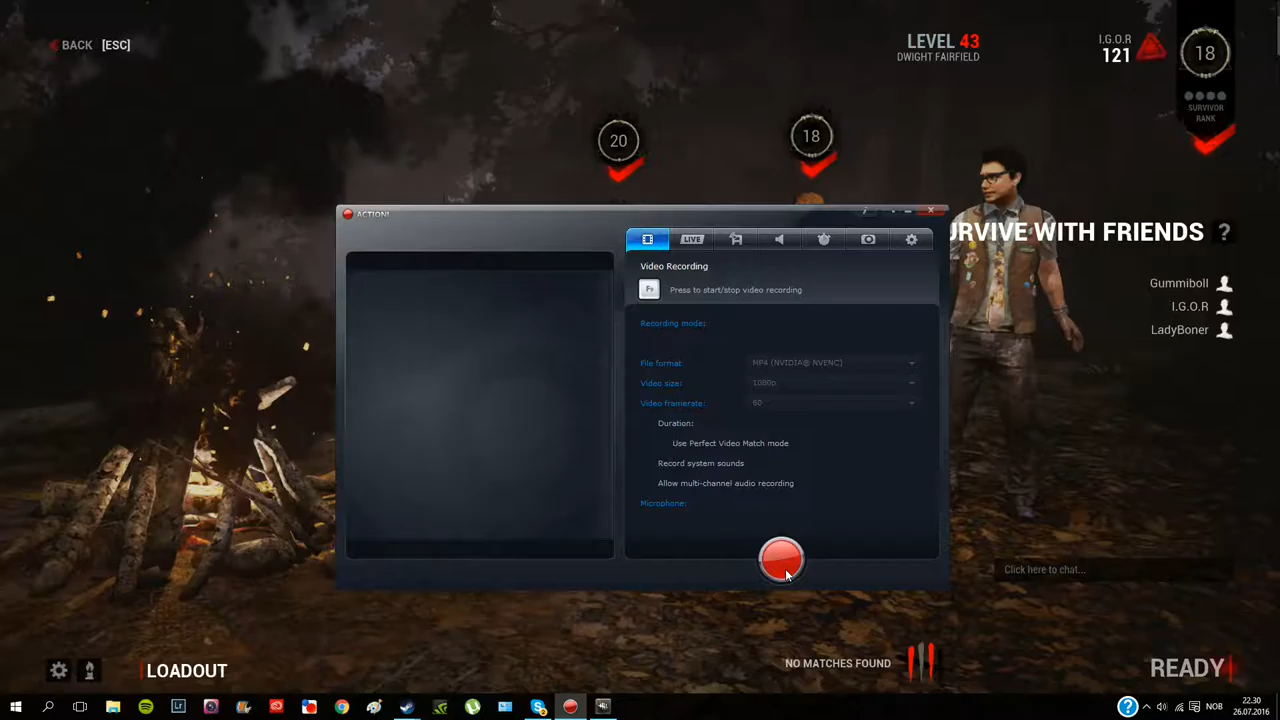 BACK [ESC]
LEVEL 43
DWIGHT FAIRFIELD
I.G.O.R
121
18
SURVIVOR
RANK
20
18
ACTION!
LIVE
SURVIVE WITH FRIENDS ?
Video Recording
F9
Press to start/stop video recording
Recording mode:
File format:
MP4 (NVIDIA® NVENC)
Video size:
1080p
Video framerate:
60
Duration:
Use Perfect Video Match mode
Record system sounds
Allow multi-channel audio recording
Microphone:
Gummiboll
I.G.O.R
LadyBoner
Click here to chat...
LOADOUT
NO MATCHES FOUND
READY
NOB
22.30
26.07.2016